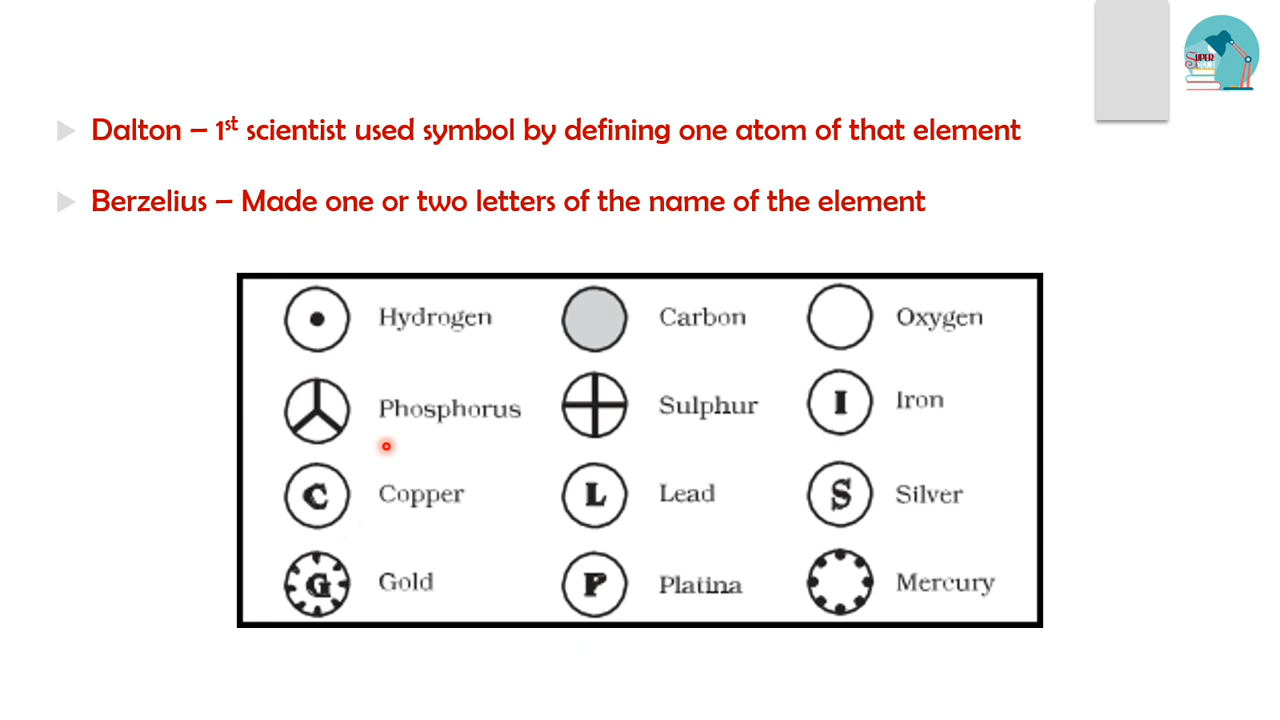 SUPER
Dalton – 1st scientist used symbol by defining one atom of that element
Berzelius – Made one or two letters of the name of the element
Hydrogen Carbon Oxygen
Phosphorus Sulphur I Iron
C Copper L Lead S Silver
G Gold P Platina Mercury